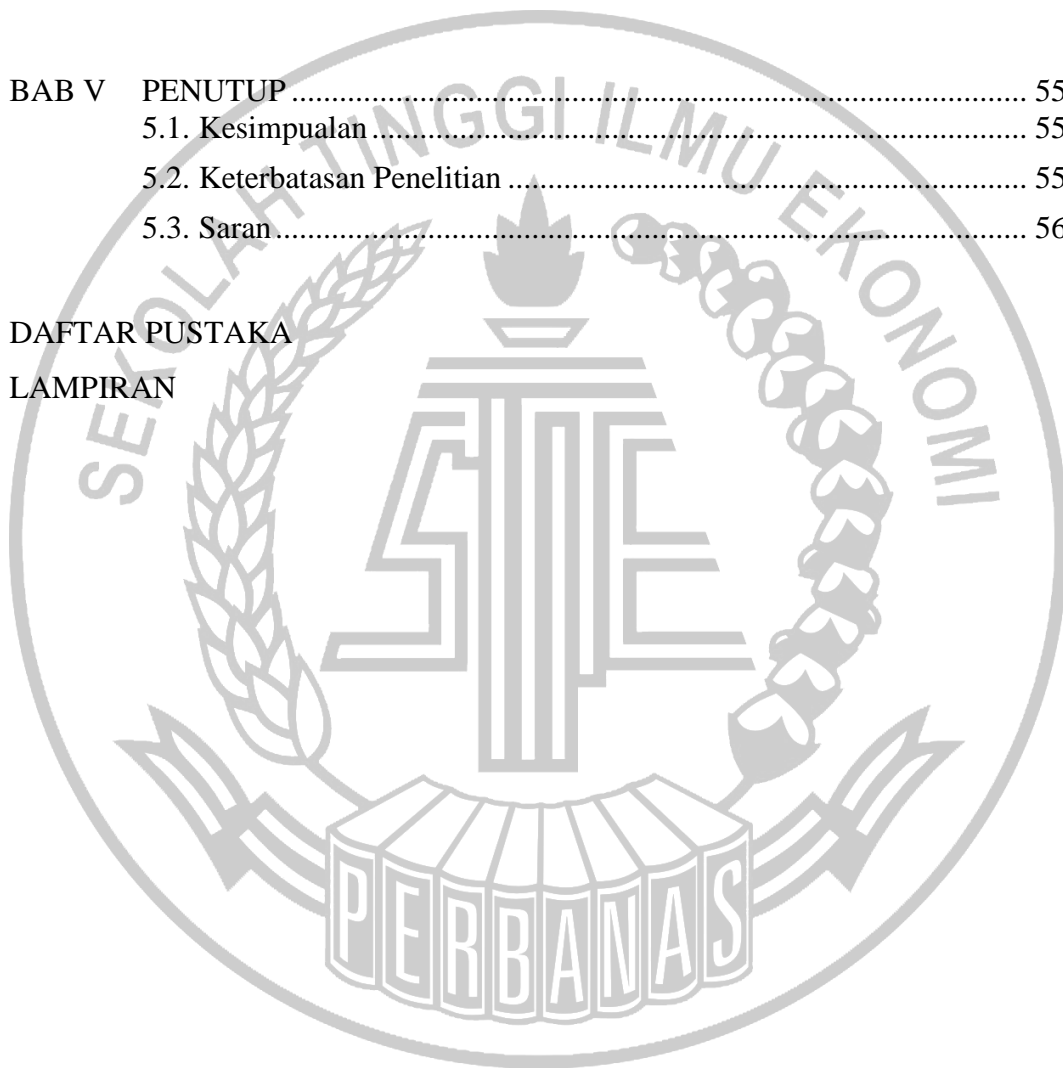 BAB V PENUTUP ........................................................................................ 55
5.1. Kesimpualan .............................................................................. 55
5.2. Keterbatasan Penelitian .............................................................. 55
5.3. Saran .......................................................................................... 56
DAFTAR PUSTAKA
LAMPIRAN
SEKOLAH TINGGI ILMU EKONOMI
STIE
PERBANAS